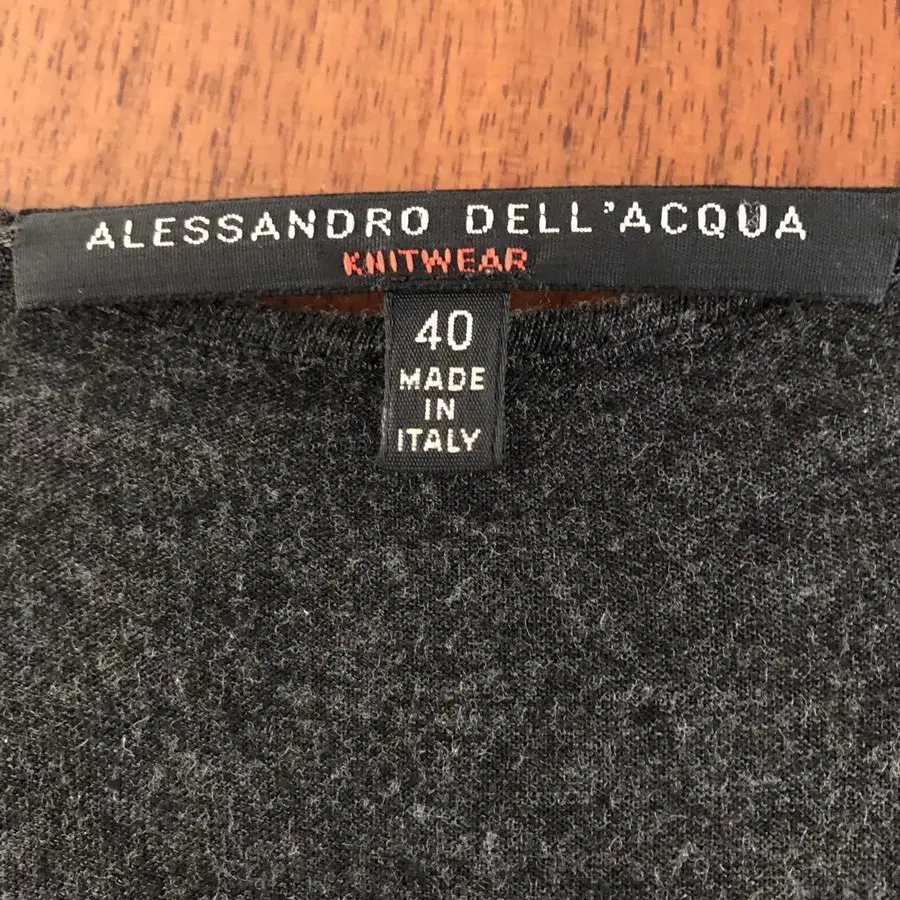 ALESSANDRO DELL'ACQUA
KNITWEAR
40
MADE
IN
ITALY